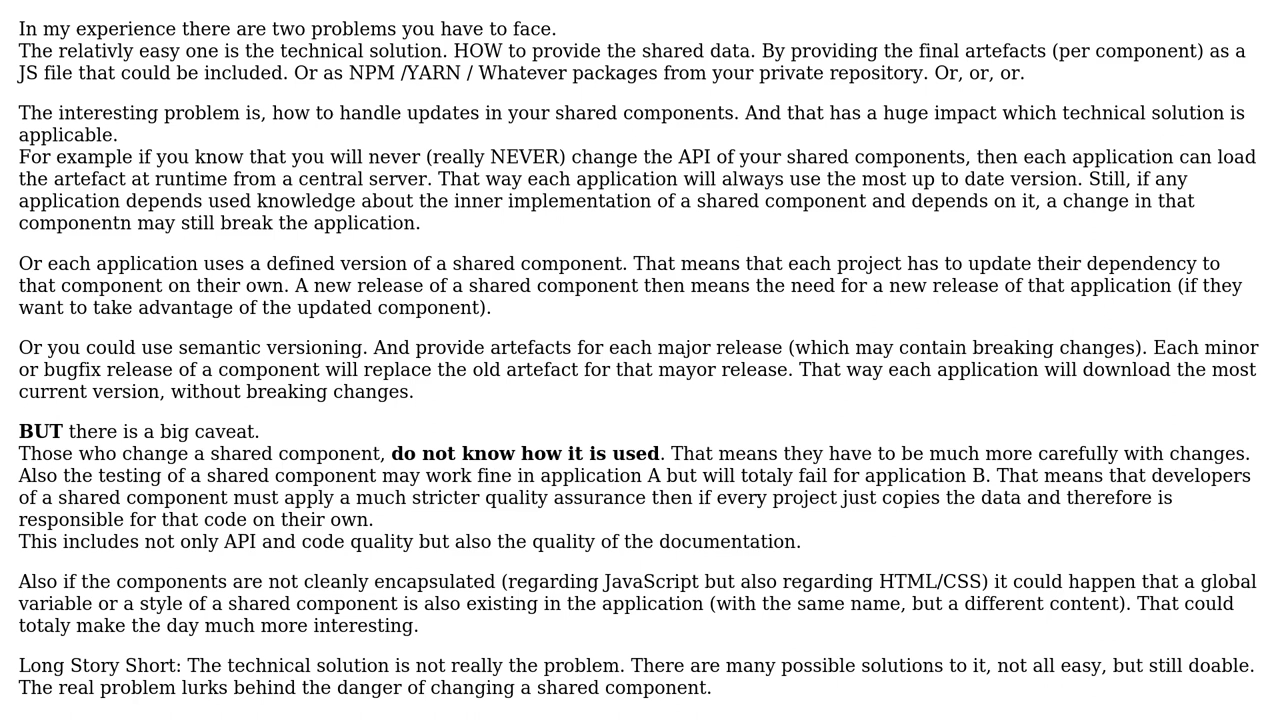 In my experience there are two problems you have to face.
The relativly easy one is the technical solution. HOW to provide the shared data. By providing the final artefacts (per component) as a
JS file that could be included. Or as NPM /YARN / Whatever packages from your private repository. Or, or, or.
The interesting problem is, how to handle updates in your shared components. And that has a huge impact which technical solution is
applicable.
For example if you know that you will never (really NEVER) change the API of your shared components, then each application can load
the artefact at runtime from a central server. That way each application will always use the most up to date version. Still, if any
application depends used knowledge about the inner implementation of a shared component and depends on it, a change in that
componentn may still break the application.
Or each application uses a defined version of a shared component. That means that each project has to update their dependency to
that component on their own. A new release of a shared component then means the need for a new release of that application (if they
want to take advantage of the updated component).
Or you could use semantic versioning. And provide artefacts for each major release (which may contain breaking changes). Each minor
or bugfix release of a component will replace the old artefact for that mayor release. That way each application will download the most
current version, without breaking changes.
BUT there is a big caveat.
Those who change a shared component, do not know how it is used. That means they have to be much more carefully with changes.
Also the testing of a shared component may work fine in application A but will totaly fail for application B. That means that developers
of a shared component must apply a much stricter quality assurance then if every project just copies the data and therefore is
responsible for that code on their own.
This includes not only API and code quality but also the quality of the documentation.
Also if the components are not cleanly encapsulated (regarding JavaScript but also regarding HTML/CSS) it could happen that a global
variable or a style of a shared component is also existing in the application (with the same name, but a different content). That could
totaly make the day much more interesting.
Long Story Short: The technical solution is not really the problem. There are many possible solutions to it, not all easy, but still doable.
The real problem lurks behind the danger of changing a shared component.